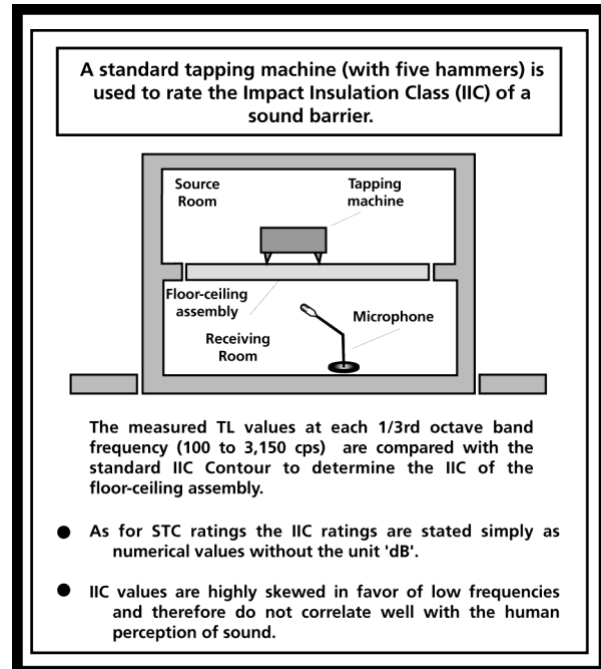 A standard tapping machine (with five hammers) is
used to rate the Impact Insulation Class (IIC) of a
sound barrier.
Source
Room
Tapping
machine
Floor-ceiling
assembly
Receiving
Room
Microphone
The measured TL values at each 1/3rd octave band
frequency (100 to 3,150 cps) are compared with the
standard IIC Contour to determine the IIC of the
floor-ceiling assembly.
● As for STC ratings the IIC ratings are stated simply as
numerical values without the unit 'dB'.
● IIC values are highly skewed in favor of low frequencies
and therefore do not correlate well with the human
perception of sound.